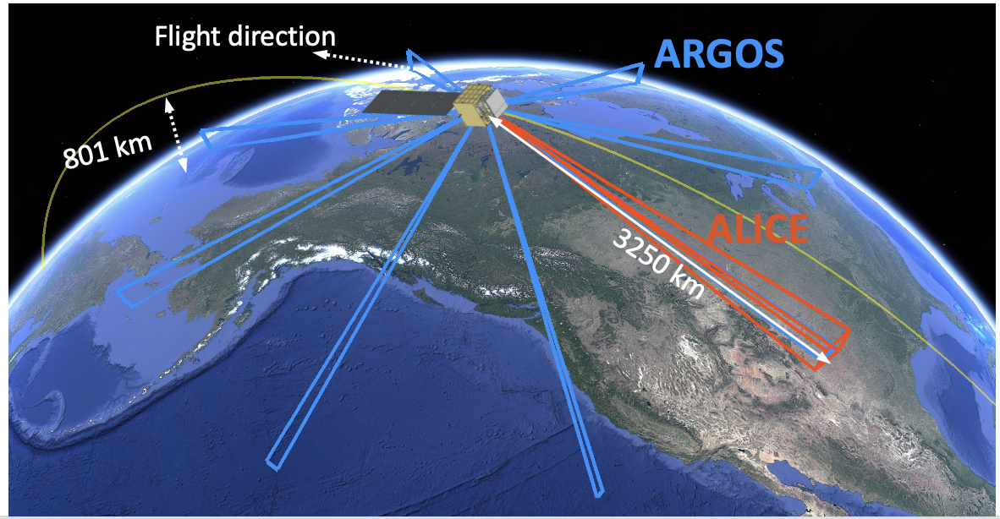 Flight direction
ARGOS
801 km
ALICE
3250 km